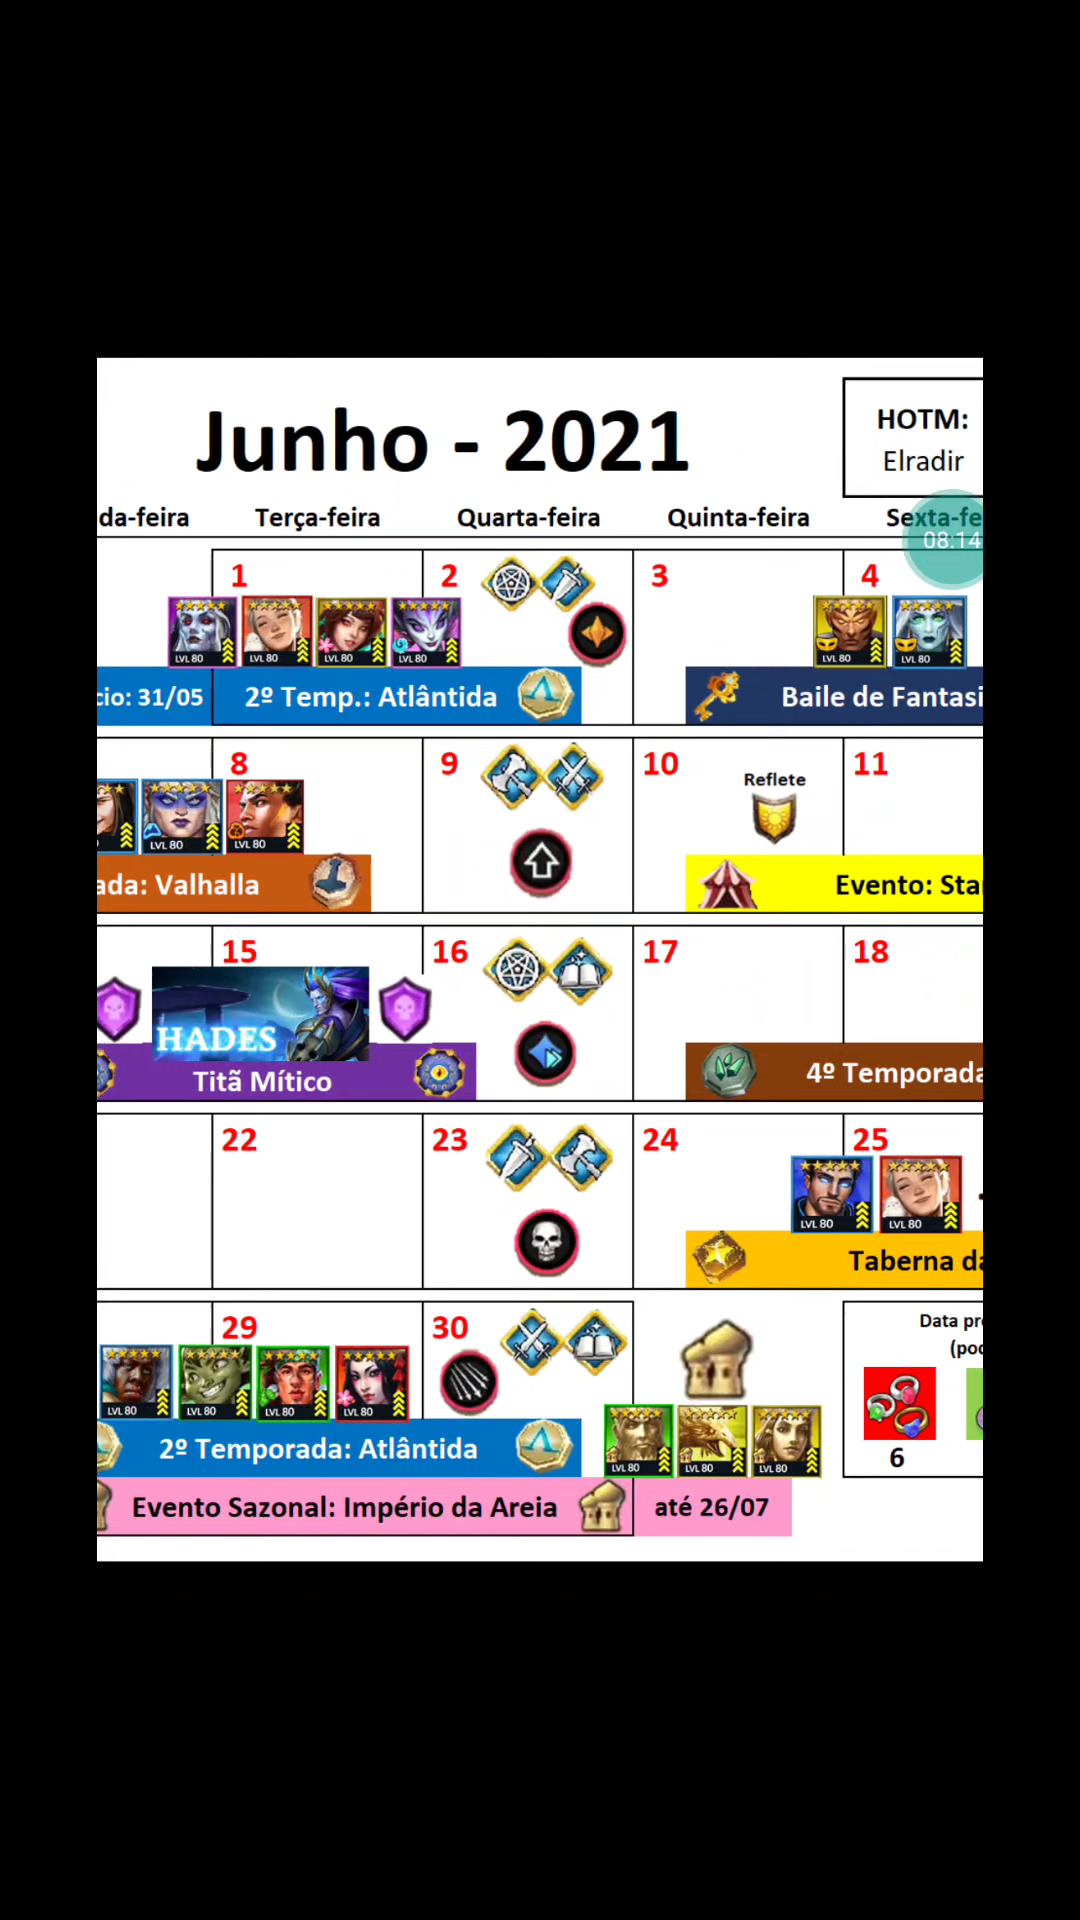 Junho - 2021
HOTM:
Elradir
da-feira Terça-feira Quarta-feira Quinta-feira Sexta-fe
08:14
1 2 3 4
LVL 80 LVL 80 LVL 80 LVL 80 LVL 80 LVL 80
cio: 31/05 2º Temp.: Atlântida Baile de Fantasi
8 9 10 11
Reflete
LVL 80 LVL 80
ada: Valhalla Evento: Sta
15 16 17 18
HADES
Titã Mítico 4º Temporada
22 23 24 25
LVL 80 LVL 80
Taberna da
29 30
Data pr
(poc
LVL 80 LVL 80 LVL 80 LVL 80
2º Temporada: Atlântida
LVL 80 LVL 80 LVL 80
6
Evento Sazonal: Império da Areia até 26/07